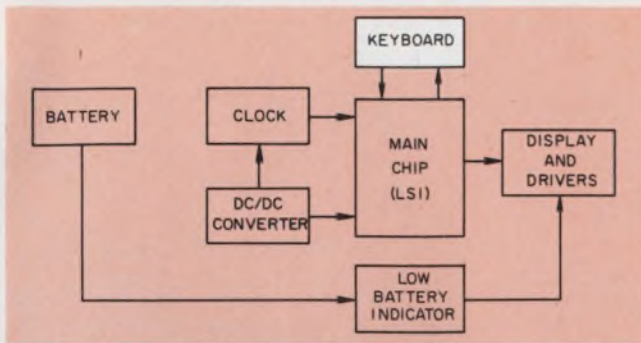 KEYBOARD
BATTERY
CLOCK
MAIN
CHIP
(LSI)
DISPLAY
AND
DRIVERS
DC/DC
CONVERTER
LOW
BATTERY
INDICATOR